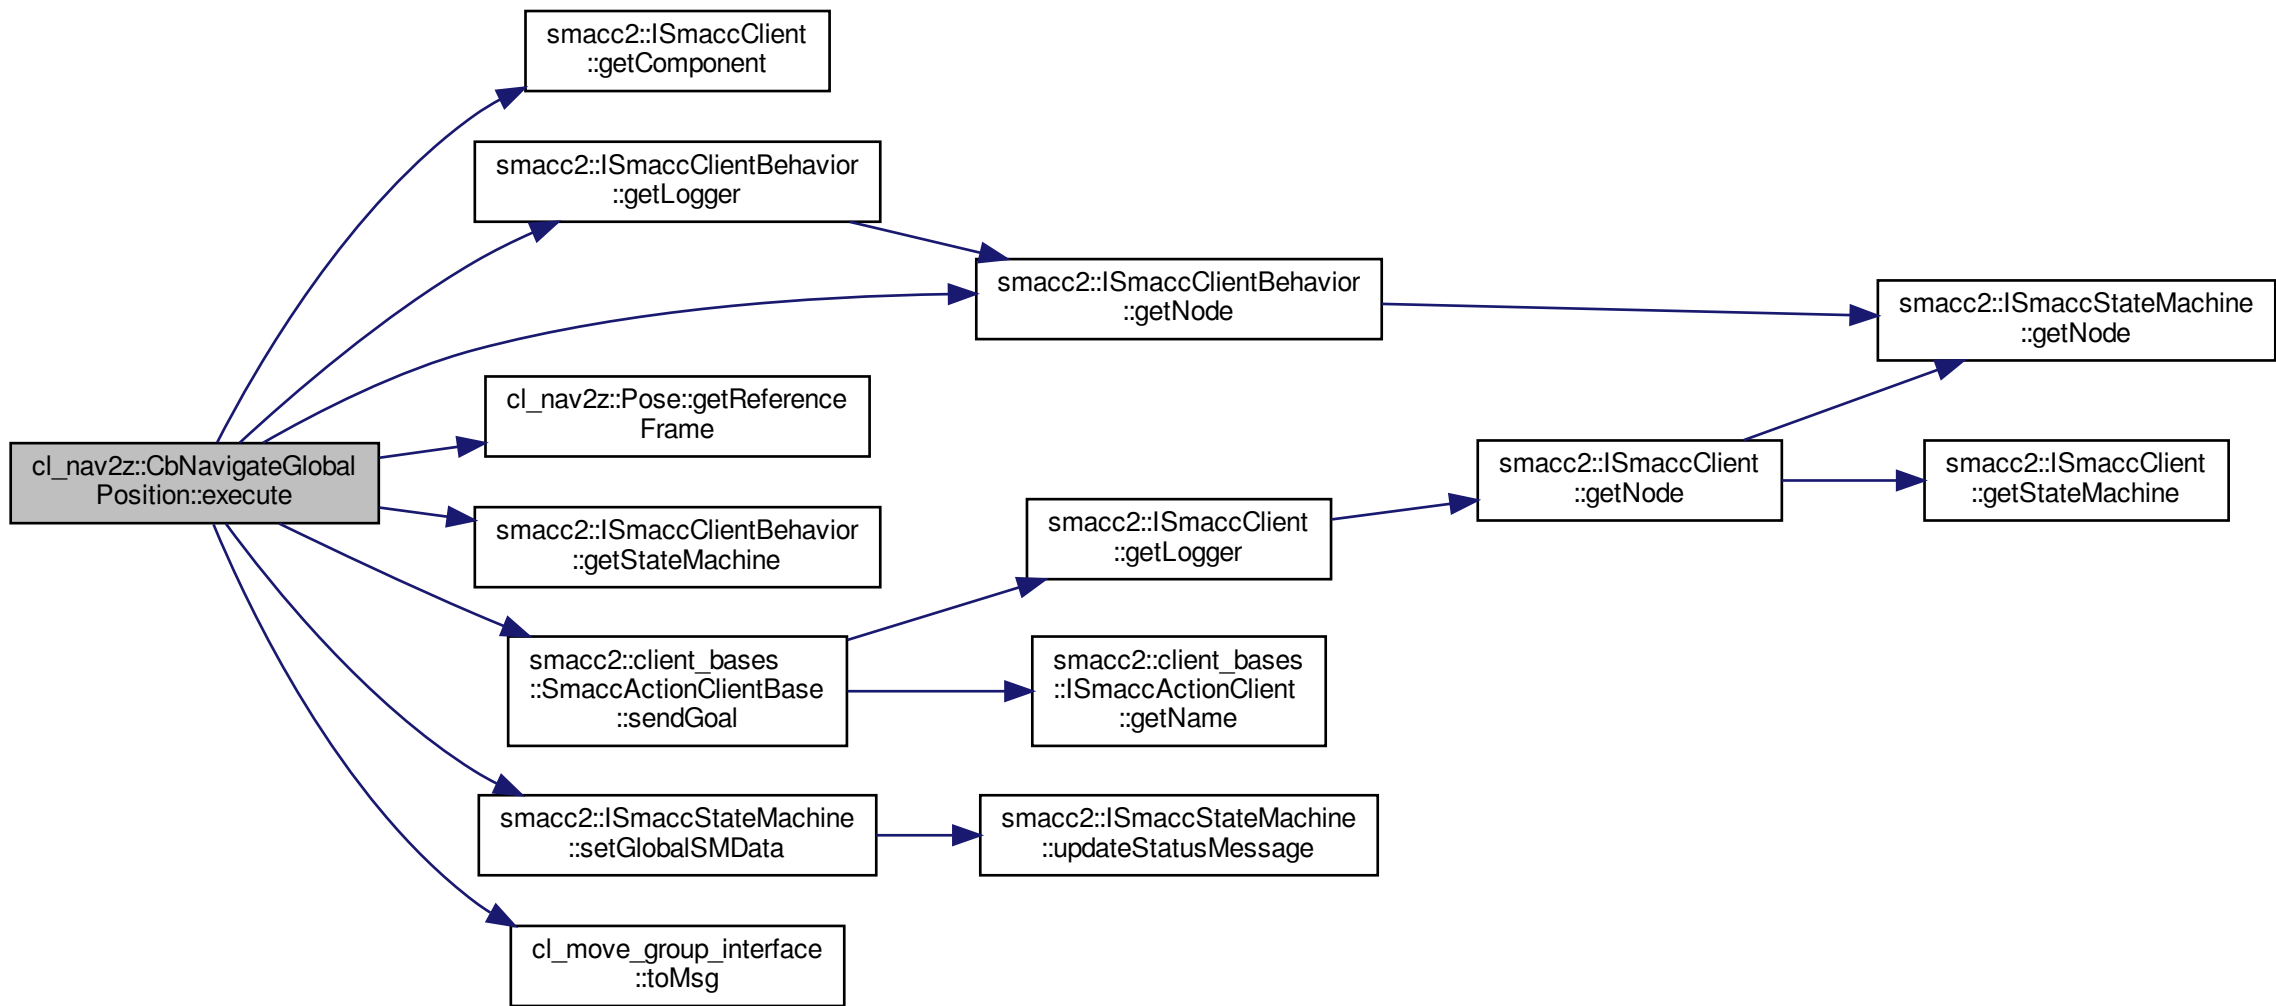 smacc2::ISmaccClient
::getComponent
smacc2::ISmaccClientBehavior
::getLogger
smacc2::ISmaccClientBehavior
::getNode
smacc2::ISmaccStateMachine
::getNode
cl_nav2z::Pose::getReference
Frame
cl_nav2z::CbNavigateGlobal
Position::execute
smacc2::ISmaccClient
::getNode
smacc2::ISmaccClient
::getStateMachine
smacc2::ISmaccClientBehavior
::getStateMachine
smacc2::ISmaccClient
::getLogger
smacc2::client_bases
::SmaccActionClientBase
::sendGoal
smacc2::client_bases
::ISmaccActionClient
::getName
smacc2::ISmaccStateMachine
::setGlobalSMData
smacc2::ISmaccStateMachine
::updateStatusMessage
cl_move_group_interface
::toMsg